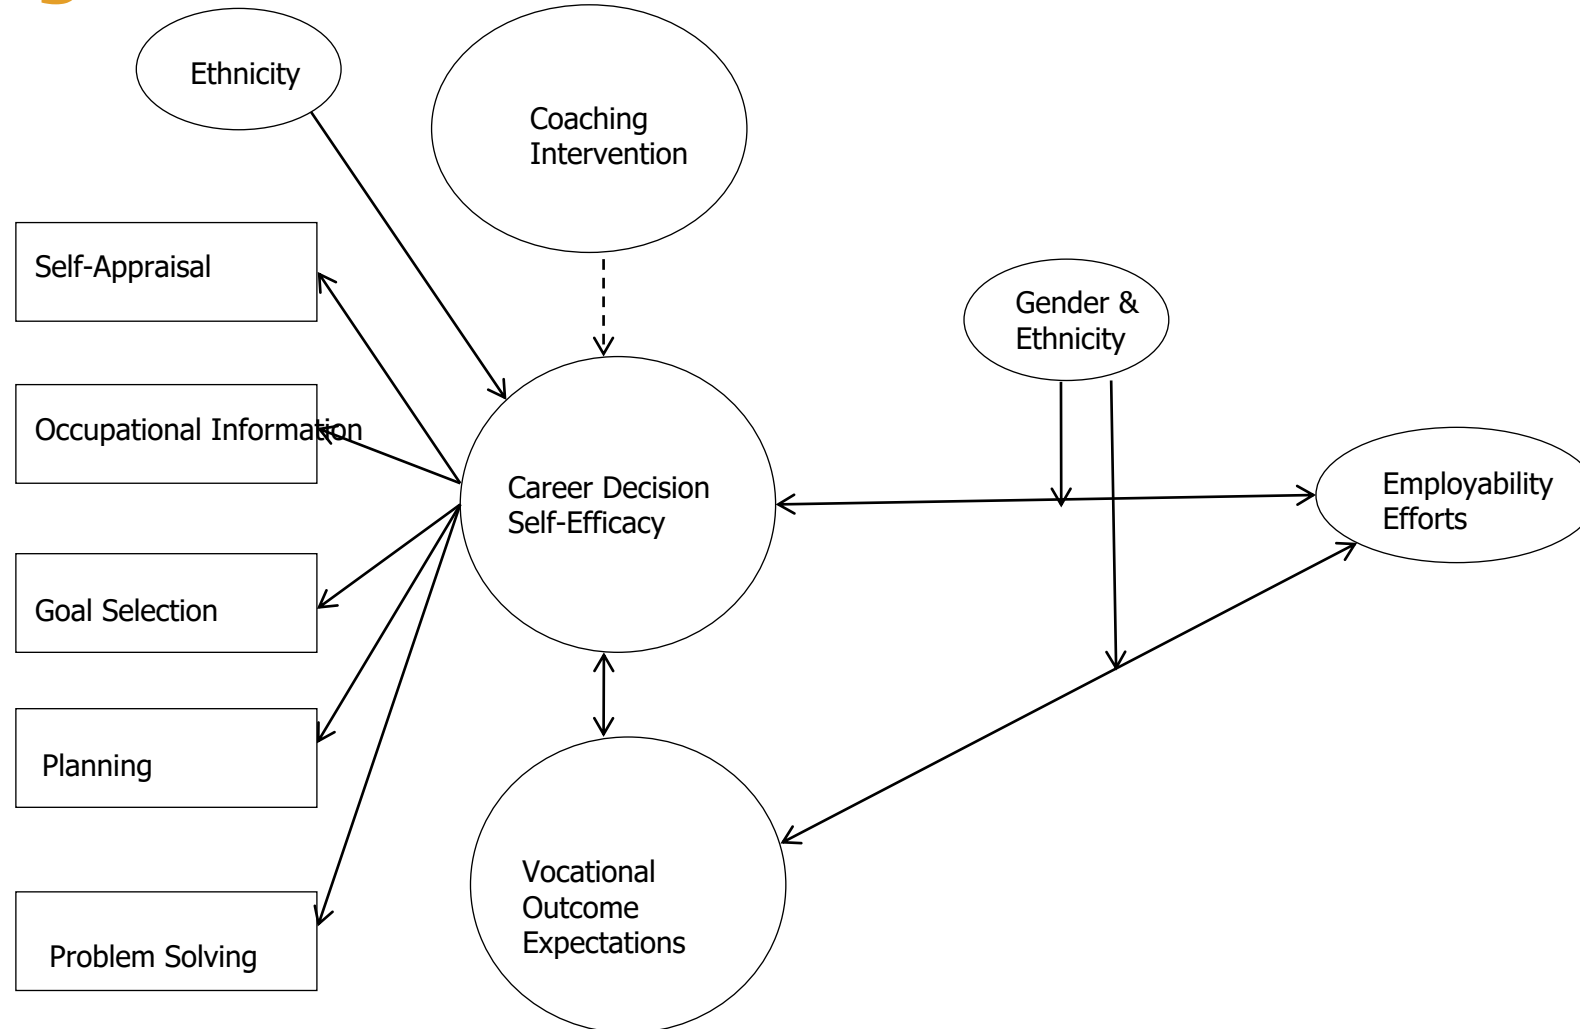 Ethnicity
Coaching
Intervention
Self-Appraisal
Gender &
Ethnicity
Occupational Information
Career Decision
Self-Efficacy
Employability
Efforts
Goal Selection
Planning
Vocational
Outcome
Expectations
Problem Solving